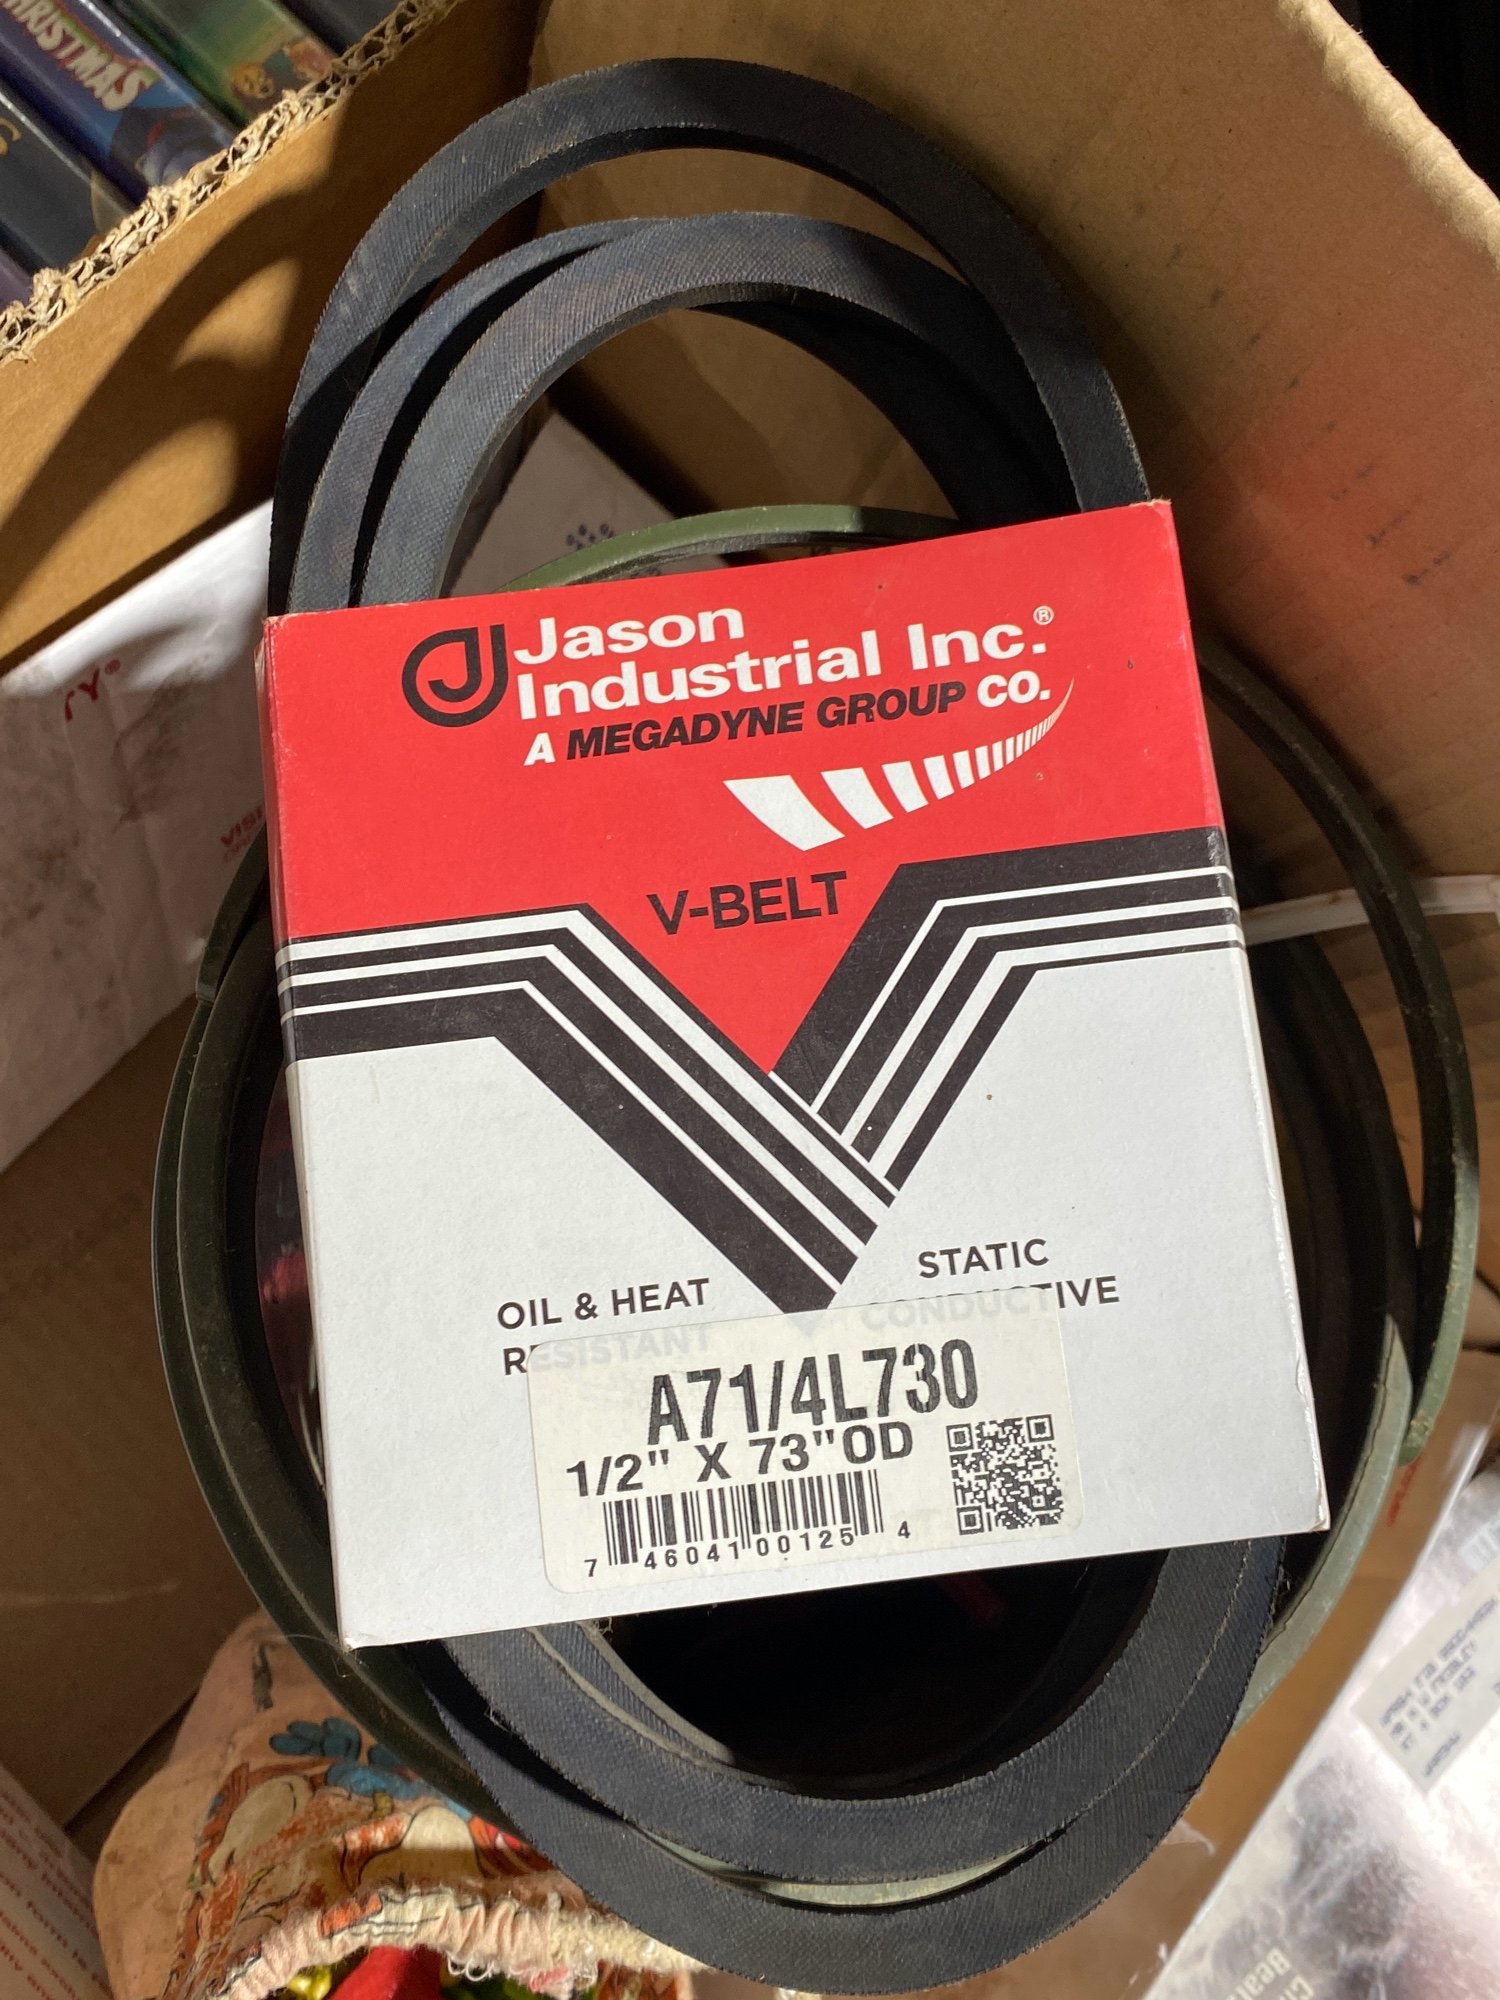 CHRISTMAS
Jason
Industrial Inc.®
A MEGADYNE GROUP CO.
V-BELT
OIL & HEAT
RESISTANT
STATIC
CONDUCTIVE
A71/4L730
1/2" X 73"OD
7 46041 00125 4